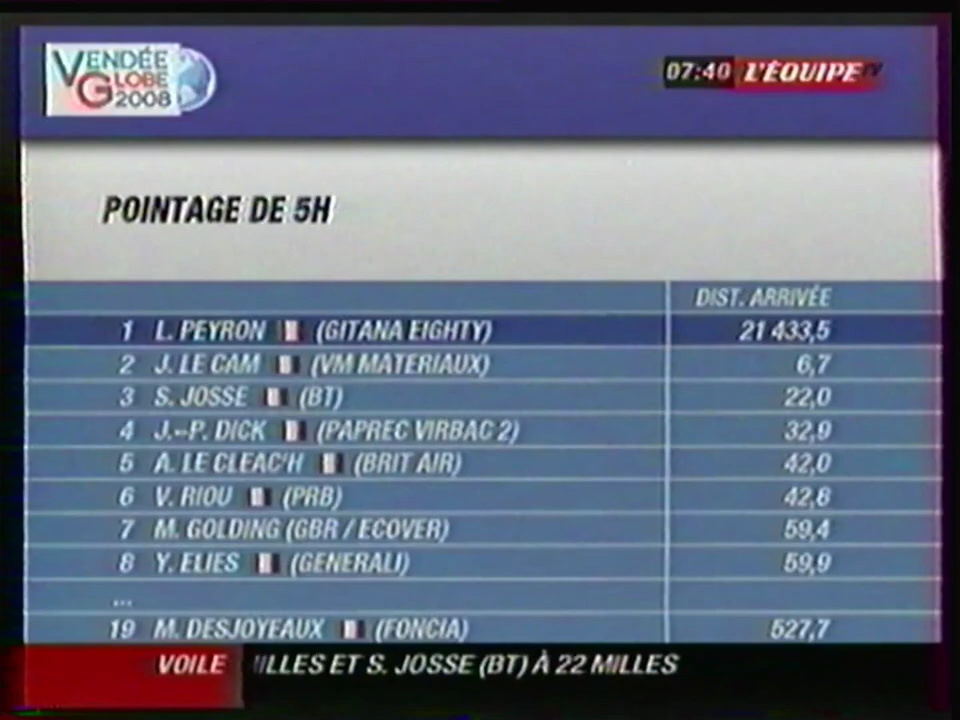 VENDÉE
GLOBE
2008
07:40 L'ÉQUIPE TV
POINTAGE DE 5H
DIST. ARRIVÉE
1 L. PEYRON (GITANA EIGHTY) 21 433,5
2 J. LE CAM (VM MATERIAUX) 6,7
3 S. JOSSE (BT) 22,0
4 J.-P. DICK (PAPREC VIRBAC 2) 32,9
5 A. LE CLEAC'H (BRIT AIR) 42,0
6 V. RIOU (PRB) 42,8
7 M. GOLDING (GBR / ECOVER) 59,4
8 Y. ELIES (GENERALI) 59,9
...
19 M. DESJOYEAUX (FONCIA) 527,7
VOILE ILLES ET S. JOSSE (BT) À 22 MILLES